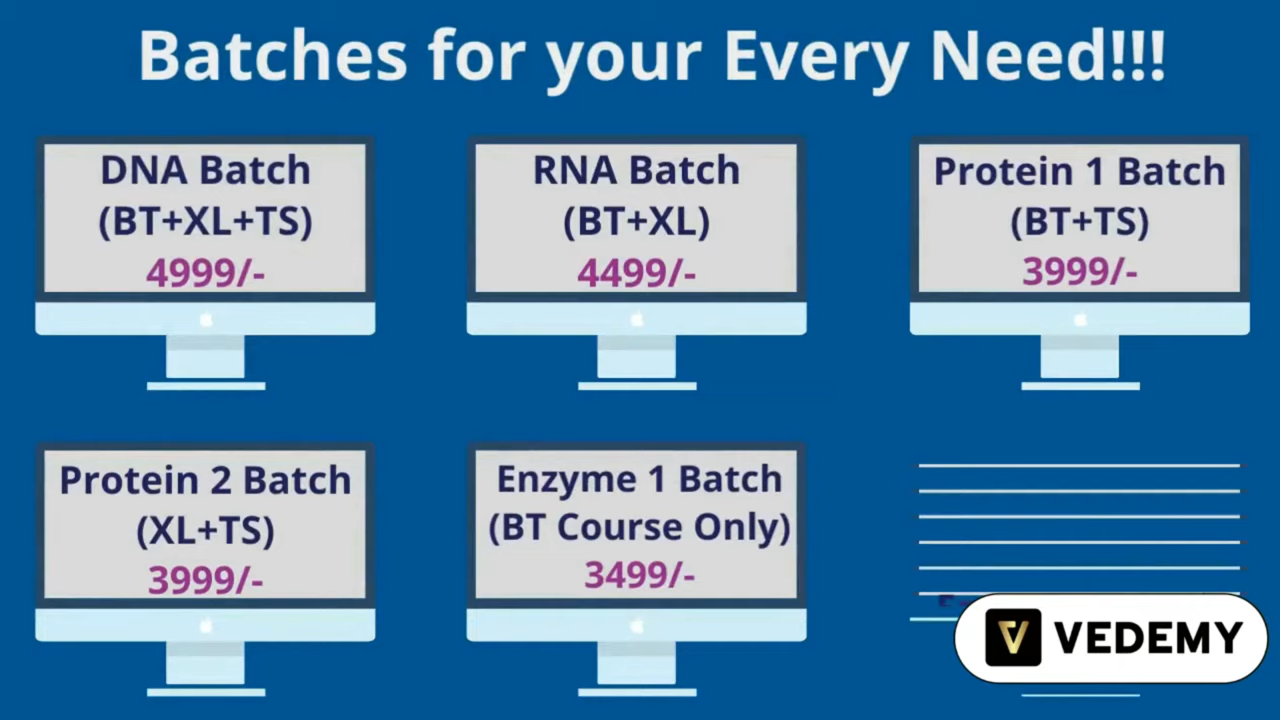 Batches for your Every Need!!!
DNA Batch
(BT+XL+TS)
4999/-
RNA Batch
(BT+XL)
4499/-
Protein 1 Batch
(BT+TS)
3999/-
Protein 2 Batch
(XL+TS)
3999/-
Enzyme 1 Batch
(BT Course Only)
3499/-
VEDEMY